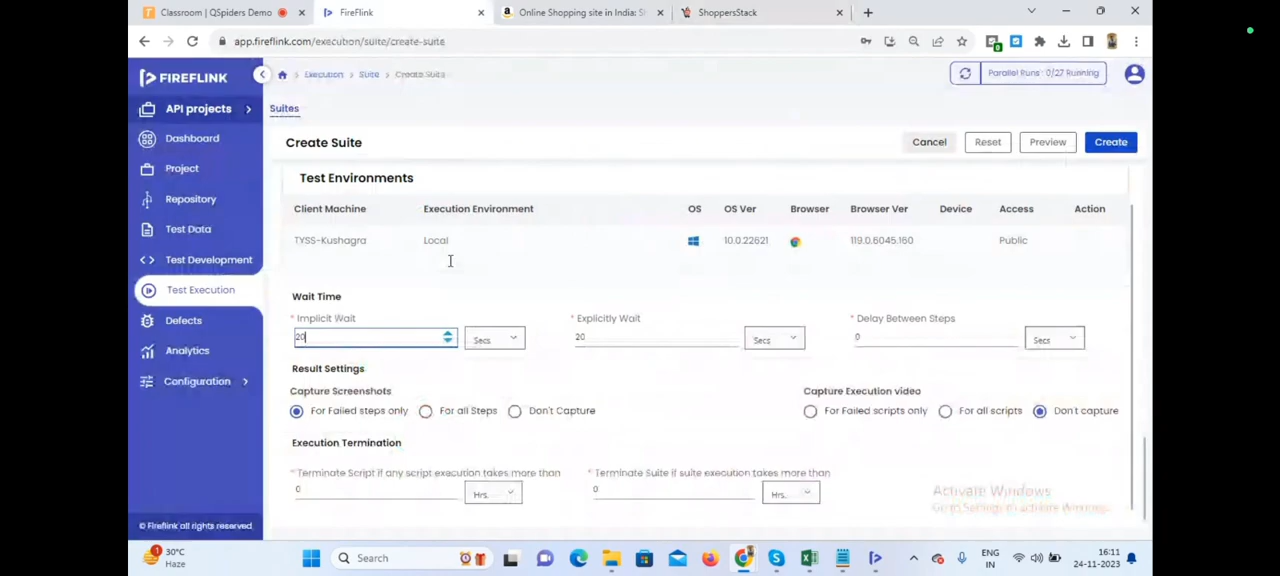 Classroom | QSpiders Demo
FireFlink
Online Shopping site in India: S
ShoppersStack
app.fireflink.com/execution/suite/create-suite
FIREFLINK
Execution > Suite > Create Suite
Parallel Runs : 0/27 Running
API projects
Suites
Dashboard
Create Suite
Cancel
Reset
Preview
Create
Project
Test Environments
Repository
Client Machine Execution Environment OS OS Ver Browser Browser Ver Device Access Action
Test Data
TYSS-Kushagra Local 10.0.22621 119.0.6045.160 Public
Test Development
Test Execution
Wait Time
Defects
* Implicit Wait * Explicitly Wait * Delay Between Steps
20 Secs 20 Secs 0 Secs
Analytics
Result Settings
Configuration
Capture Screenshots Capture Execution video
For Failed steps only For all Steps Don't Capture For Failed scripts only For all scripts Don't capture
Execution Termination
* Terminate Script if any script execution takes more than * Terminate Suite if suite execution takes more than
0 Hrs. 0 Hrs.
Activate Windows
Go to Settings to activate Windows.
© Fireflink all rights reserved.
1
30°C
Haze
Search
ENG
IN
16:11
24-11-2023